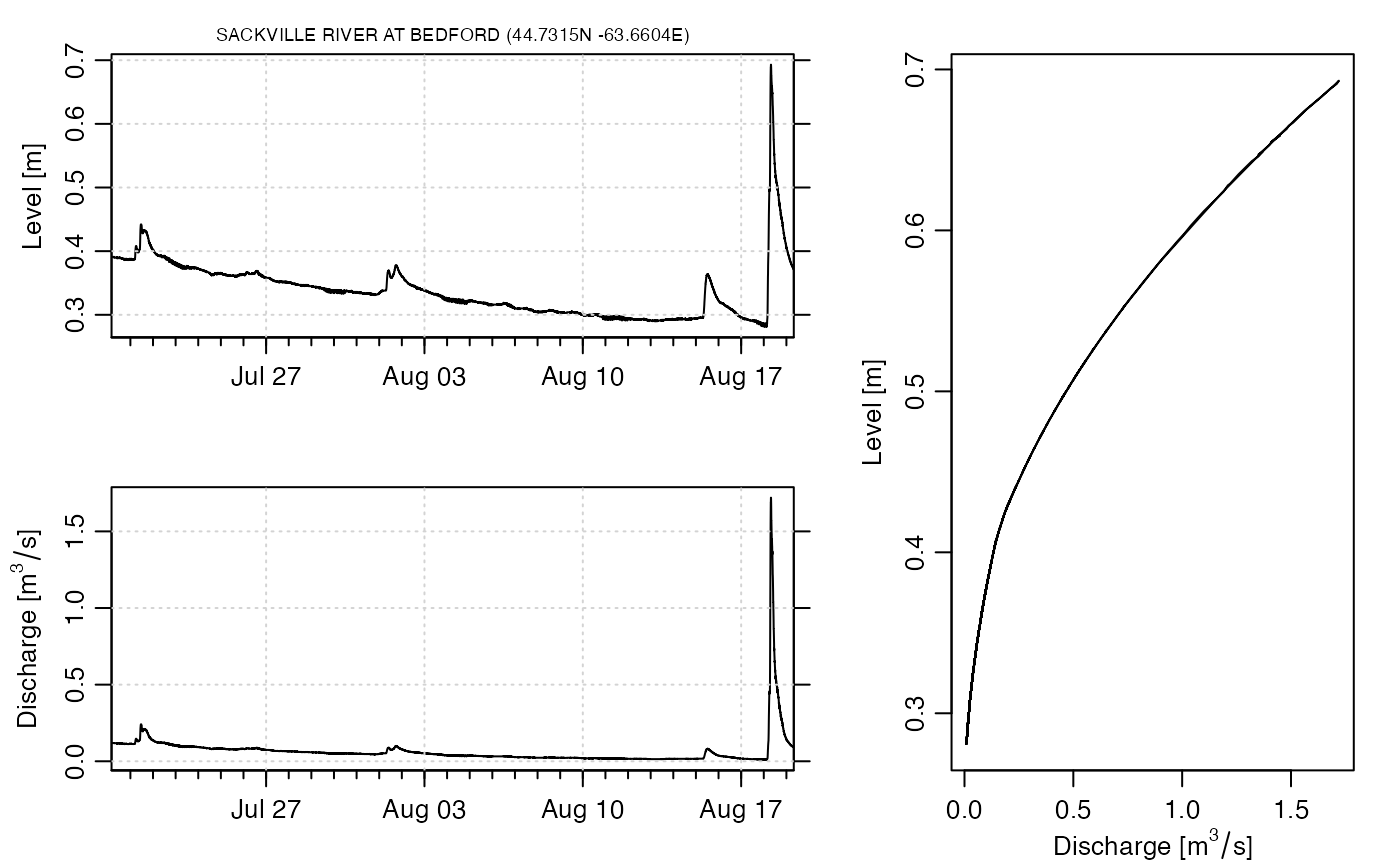 SACKVILLE RIVER AT BEDFORD (44.7315N -63.6604E)
Level [m]
0.7
0.6
0.5
0.4
0.3
Jul 27 Aug 03 Aug 10 Aug 17
Discharge [m³/s]
1.5
1.0
0.5
0.0
Jul 27 Aug 03 Aug 10 Aug 17
Level [m]
0.7
0.6
0.5
0.4
0.3
0.0 0.5 1.0 1.5
Discharge [m³/s]